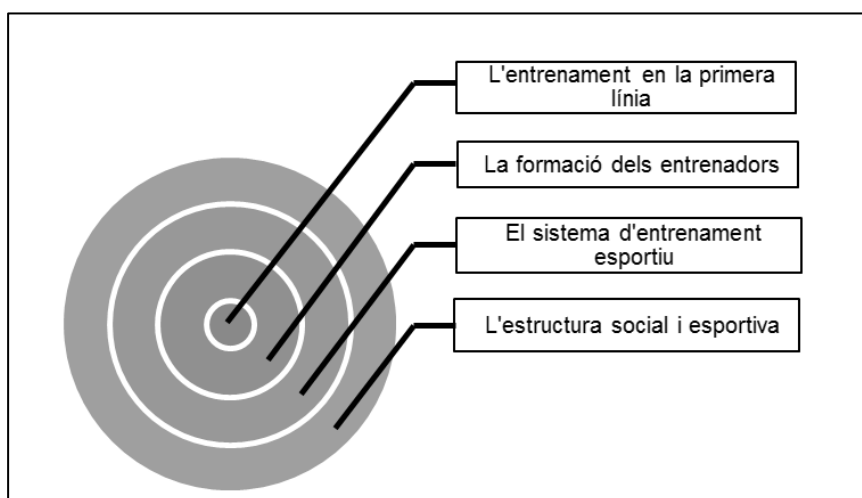 L'entrenament en la primera
línia
La formació dels entrenadors
El sistema d'entrenament
esportiu
L'estructura social i esportiva